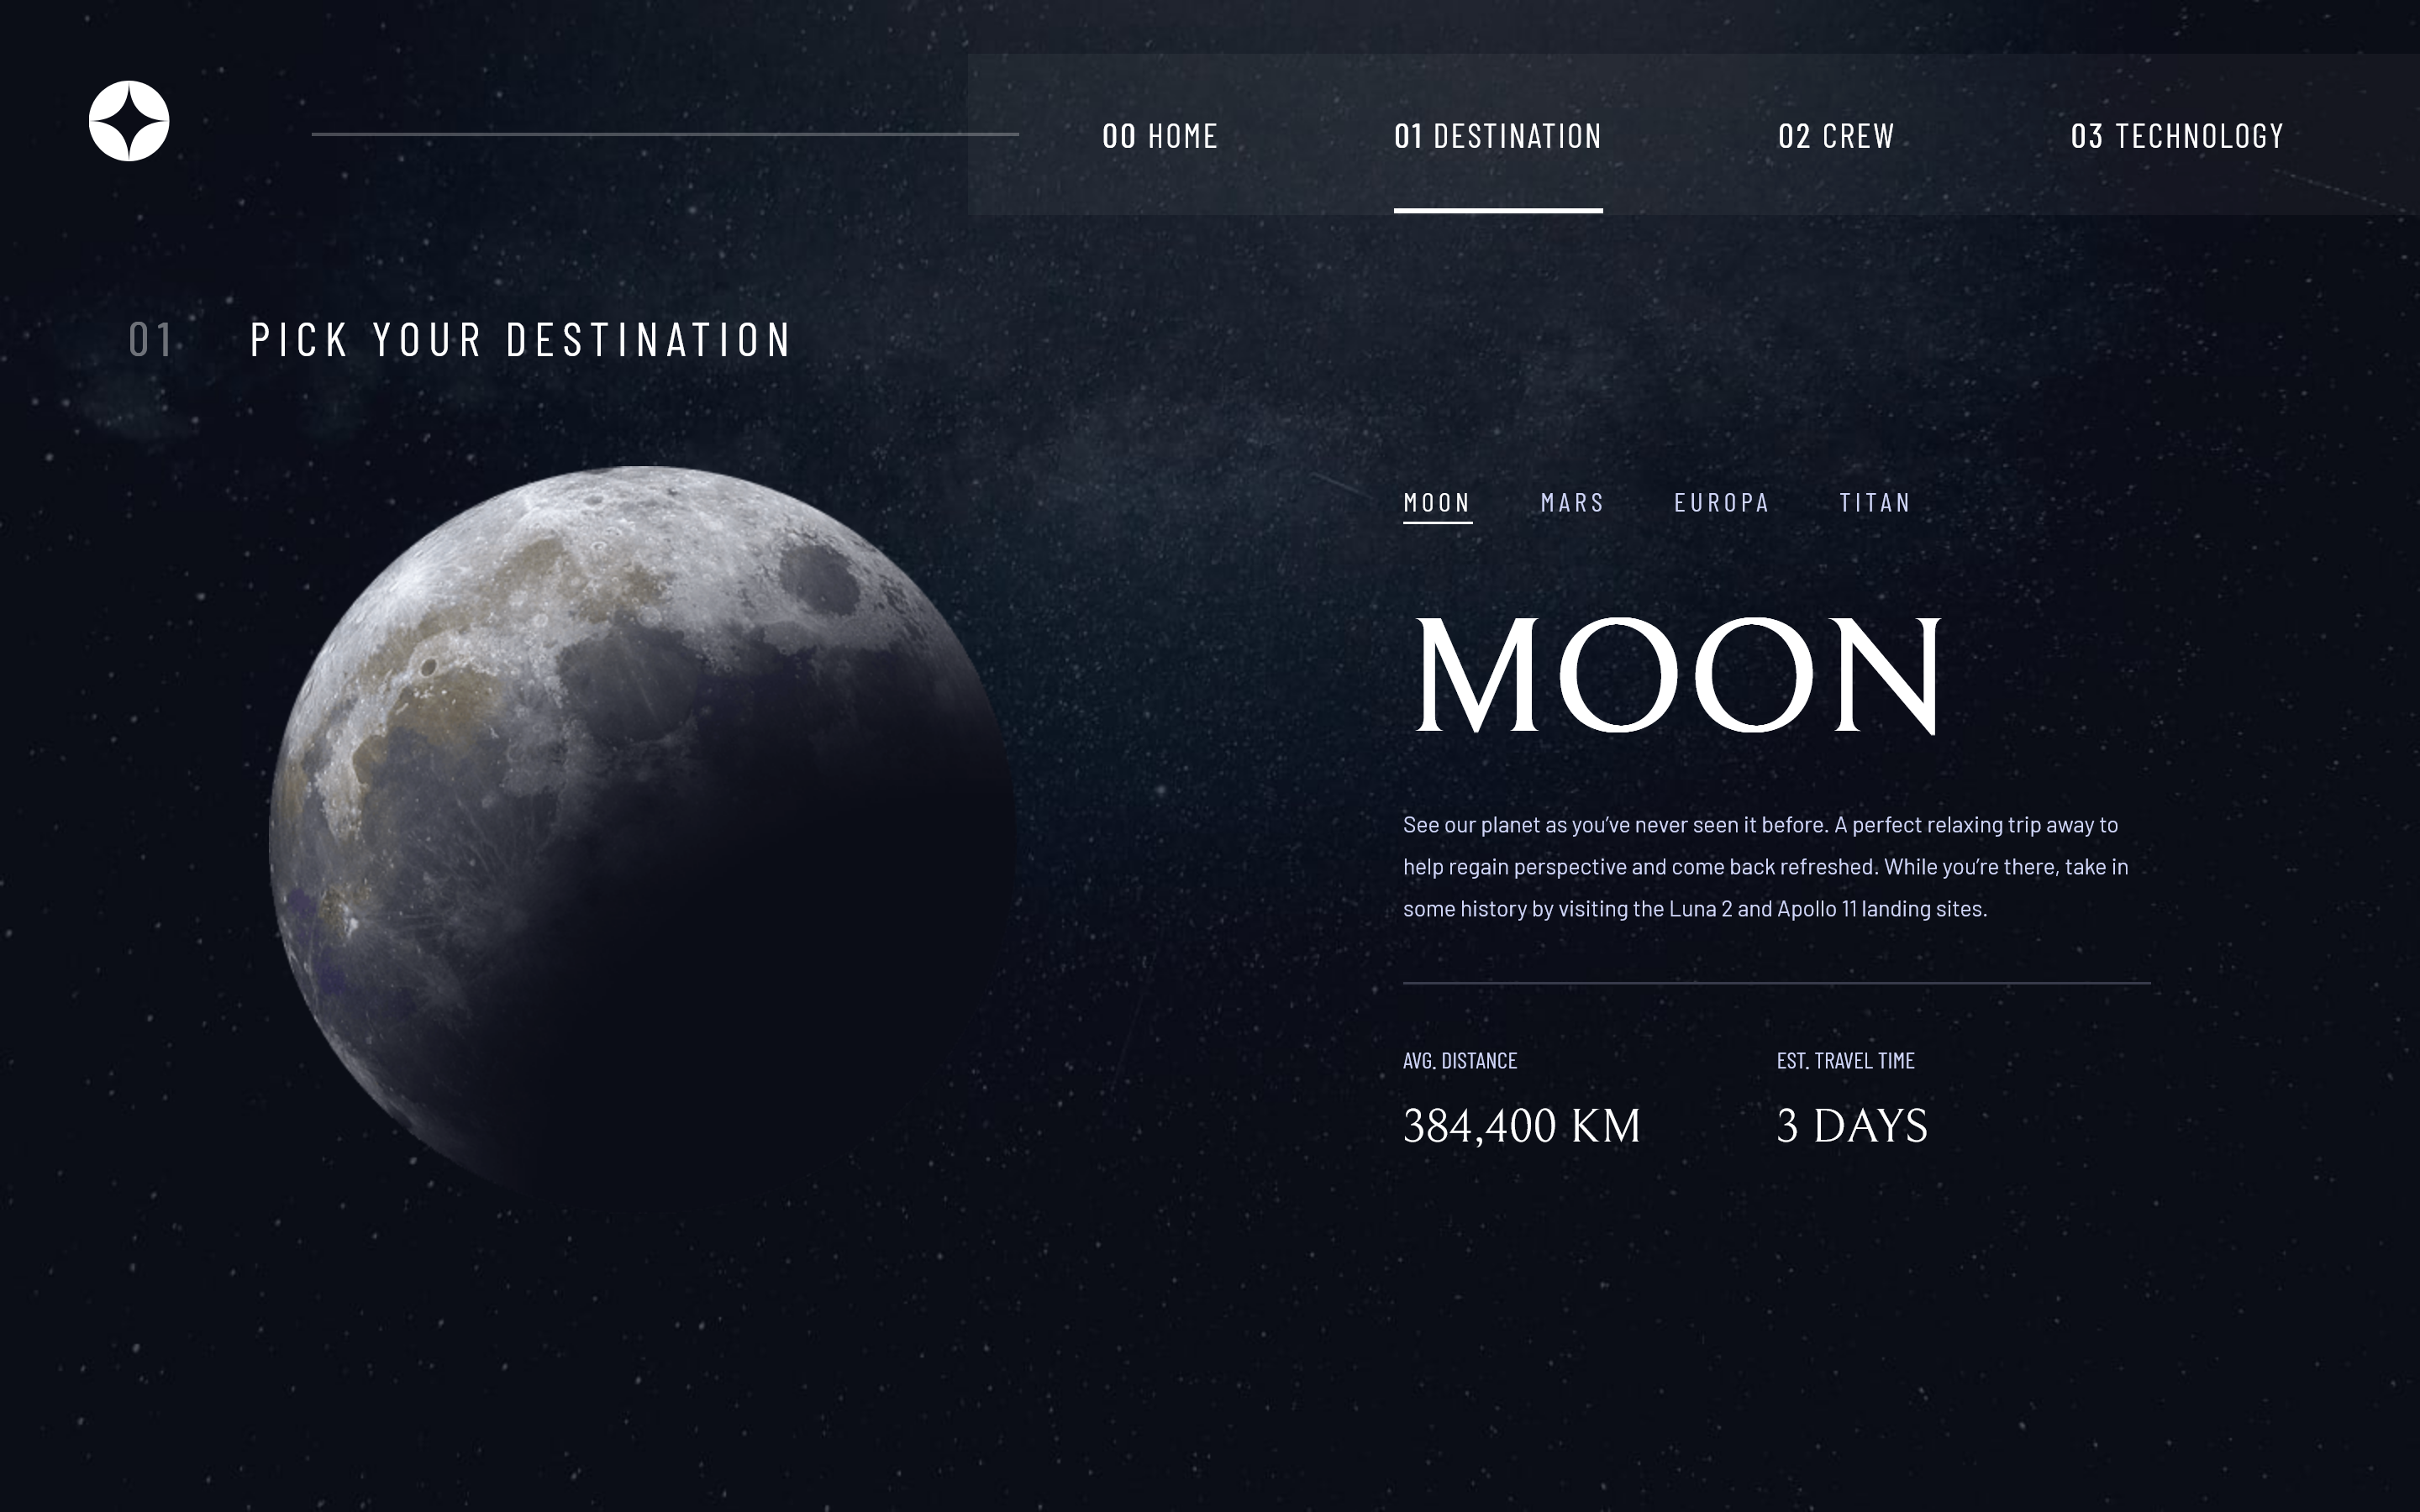 00 HOME
01 DESTINATION
02 CREW
03 TECHNOLOGY
01 PICK YOUR DESTINATION
MOON
MARS
EUROPA
TITAN
MOON
See our planet as you’ve never seen it before. A perfect relaxing trip away to
help regain perspective and come back refreshed. While you’re there, take in
some history by visiting the Luna 2 and Apollo 11 landing sites.
AVG. DISTANCE
384,400 KM
EST. TRAVEL TIME
3 DAYS